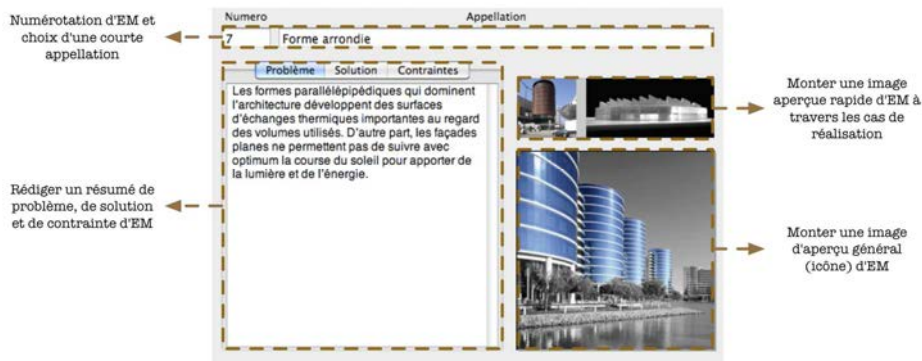 Numérotation d'EM et
choix d'une courte
appellation
Numero
Appellation
7
Forme arrondie
Problème
Solution
Contraintes
Les formes parallélépipédiques qui dominent
l'architecture développent des surfaces
d'échanges thermiques importantes au regard
des volumes utilisés. D'autre part, les façades
planes ne permettent pas de suivre avec
optimum la course du soleil pour apporter de
la lumière et de l'énergie.
Rédiger un résumé de
problème, de solution
et de contrainte d'EM
Monter une image
aperçue rapide d'EM à
travers les cas de
réalisation
Monter une image
d'aperçu général
(icône) d'EM